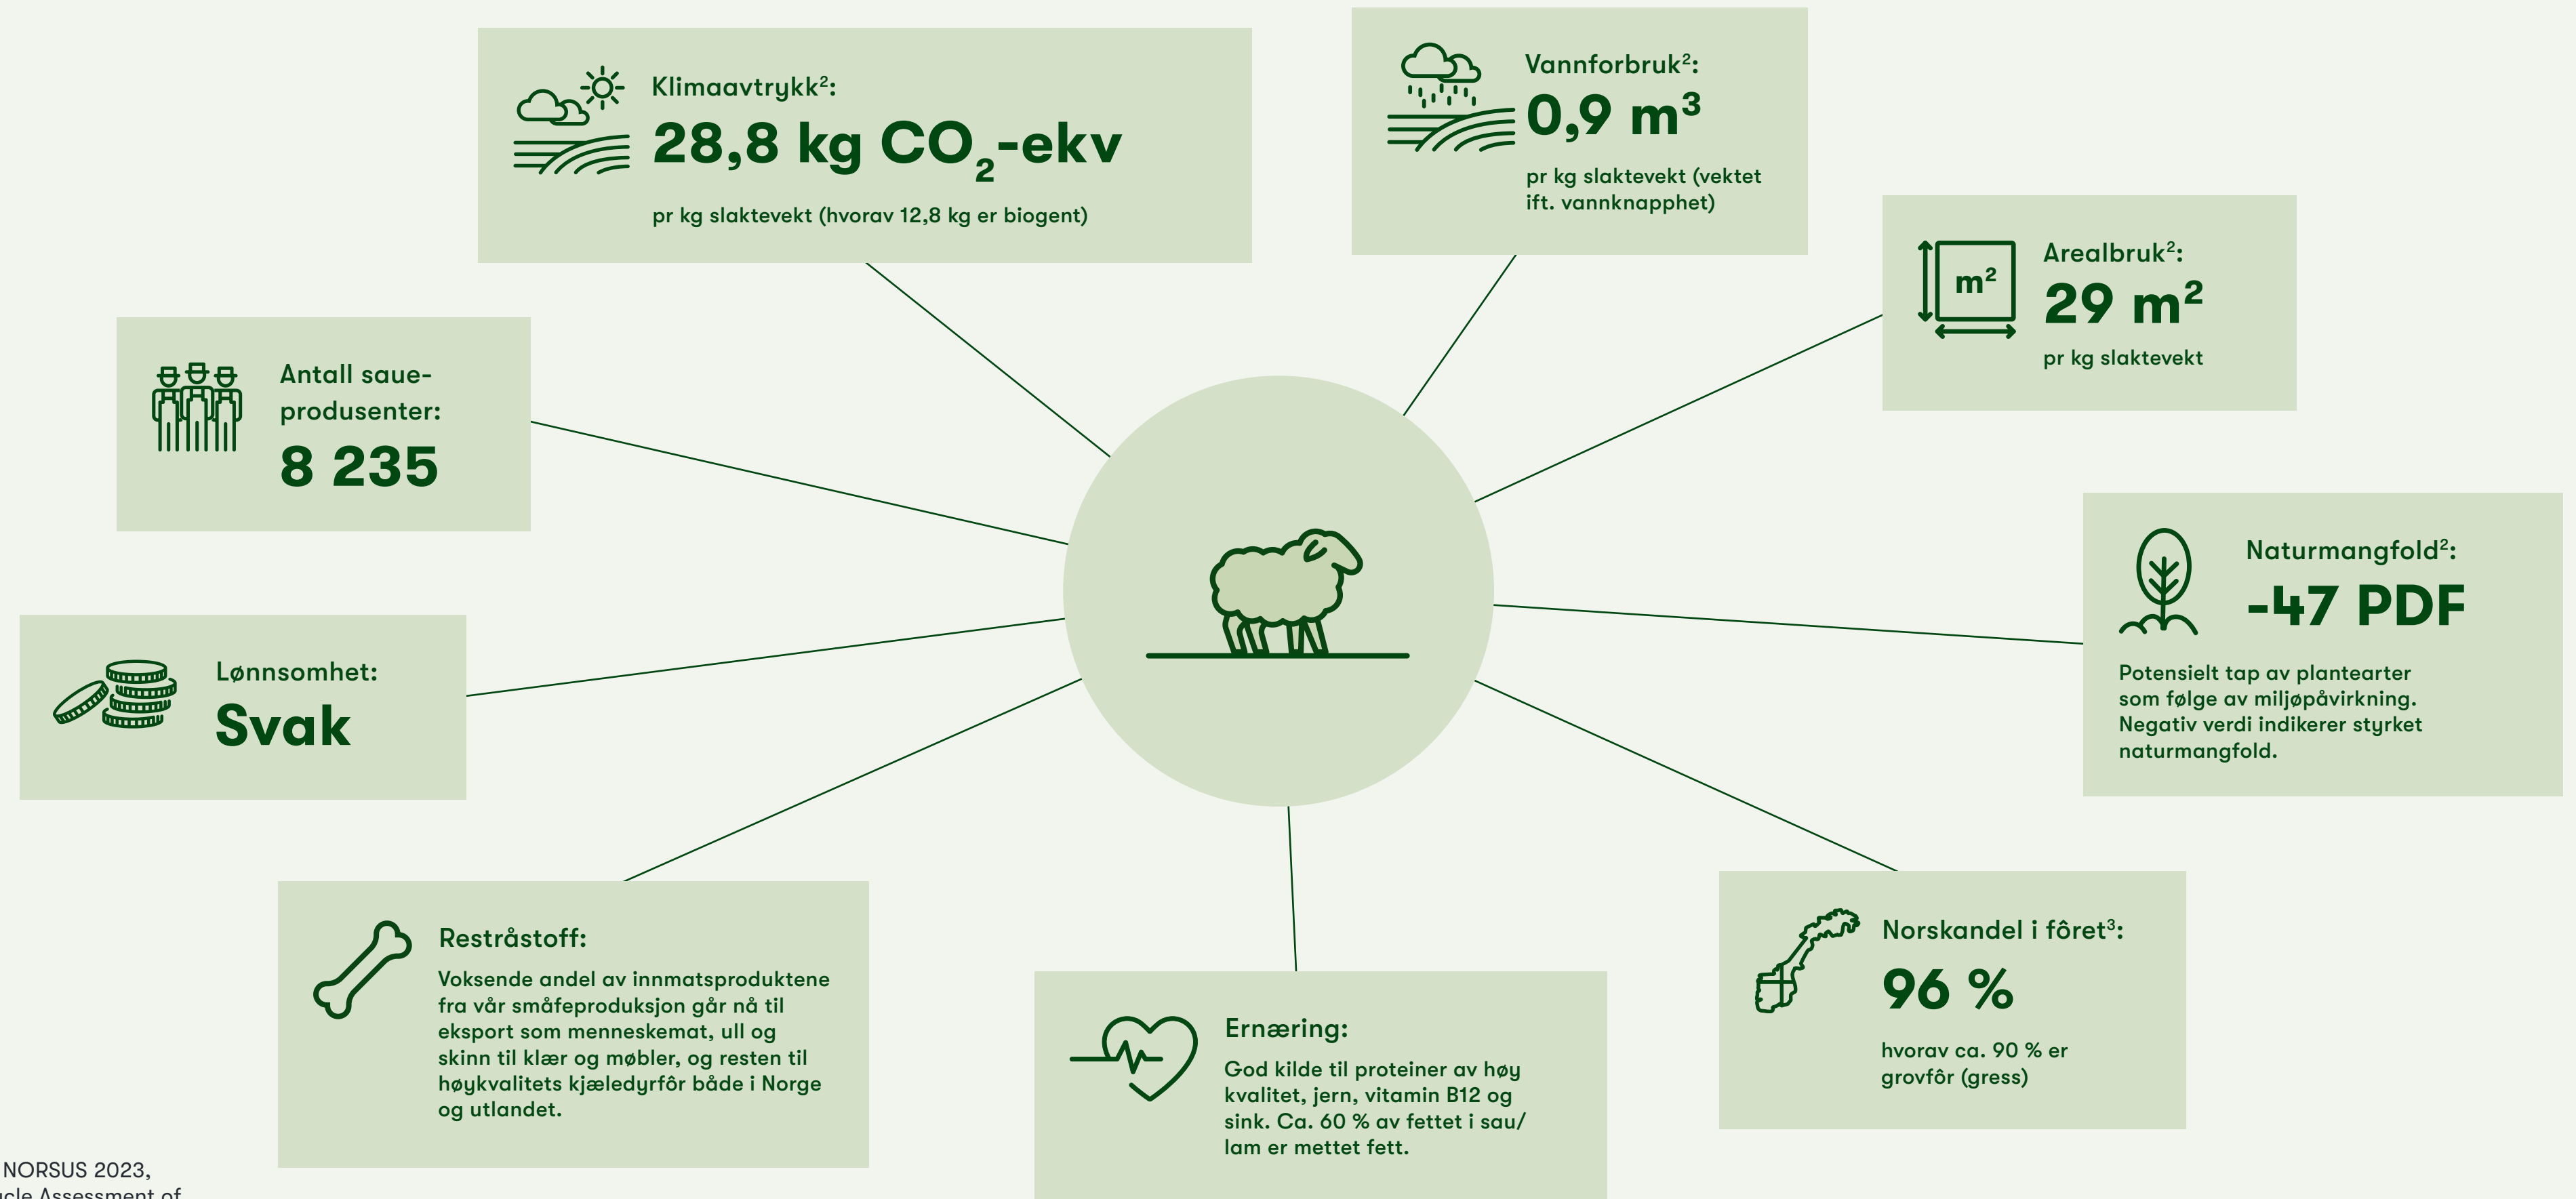 Klimaavtrykk²:
28,8 kg CO₂-ekv
pr kg slaktevekt (hvorav 12,8 kg er biogent)
Vannforbruk²:
0,9 m³
pr kg slaktevekt (vektet
ift. vannknapphet)
m²
Arealbruk²:
29 m²
pr kg slaktevekt
Antall saue-
produsenter:
8 235
Naturmangfold²:
-47 PDF
Potensielt tap av plantearter
som følge av miljøpåvirkning.
Negativ verdi indikerer styrket
naturmangfold.
Lønnsomhet:
Svak
Restråstoff:
Voksende andel av innmatsproduktene
fra vår småfeproduksjon går nå til
eksport som menneskemat, ull og
skinn til klær og møbler, og resten til
høykvalitets kjæledyrfôr både i Norge
og utlandet.
Ernæring:
God kilde til proteiner av høy
kvalitet, jern, vitamin B12 og
sink. Ca. 60 % av fettet i sau/
lam er mettet fett.
Norskandel i fôret³:
96 %
hvorav ca. 90 % er
grovfôr (gress)
NORSUS 2023,
Assessment of